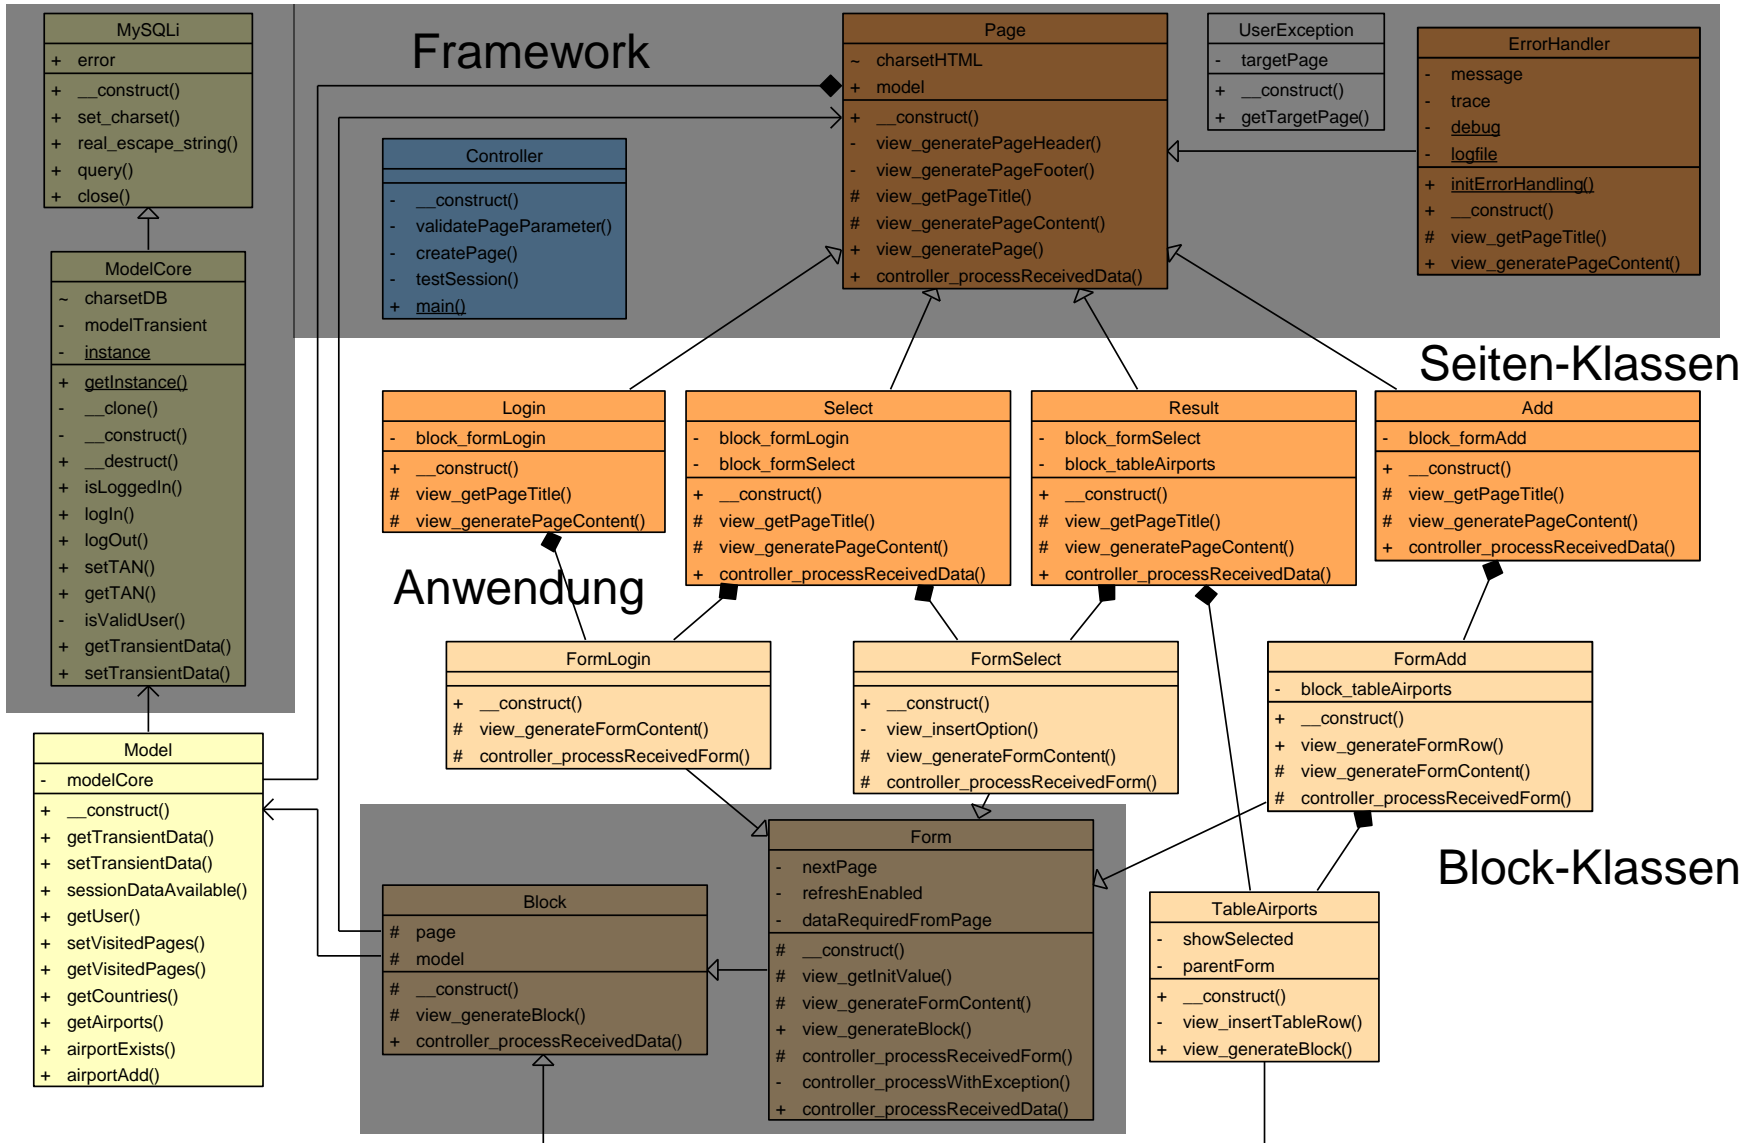 MySQLi
+ error
+ __construct()
+ set_charset()
+ real_escape_string()
+ query()
+ close()
Framework
Page
~ charsetHTML
+ model
+ __construct()
- view_generatePageHeader()
- view_generatePageFooter()
# view_getPageTitle()
# view_generatePageContent()
+ view_generatePage()
+ controller_processReceivedData()
UserException
- targetPage
+ __construct()
+ getTargetPage()
ErrorHandler
- message
- trace
- debug
- logfile
+ initErrorHandling()
+ __construct()
# view_getPageTitle()
+ view_generatePageContent()
Controller
- __construct()
- validatePageParameter()
- createPage()
- testSession()
+ main()
ModelCore
~ charsetDB
- modelTransient
- instance
+ getInstance()
- __clone()
- __construct()
+ __destruct()
+ isLoggedIn()
+ logIn()
+ logOut()
+ setTAN()
+ getTAN()
- isValidUser()
+ getTransientData()
+ setTransientData()
Seiten-Klassen
Login
- block_formLogin
+ __construct()
# view_getPageTitle()
# view_generatePageContent()
Select
- block_formLogin
- block_formSelect
+ __construct()
# view_getPageTitle()
# view_generatePageContent()
+ controller_processReceivedData()
Result
- block_formSelect
- block_tableAirports
+ __construct()
# view_getPageTitle()
# view_generatePageContent()
+ controller_processReceivedData()
Add
- block_formAdd
+ __construct()
# view_getPageTitle()
# view_generatePageContent()
+ controller_processReceivedData()
Anwendung
FormLogin
+ __construct()
# view_generateFormContent()
# controller_processReceivedForm()
FormSelect
+ __construct()
- view_insertOption()
# view_generateFormContent()
# controller_processReceivedForm()
FormAdd
- block_tableAirports
+ __construct()
+ view_generateFormRow()
# view_generateFormContent()
# controller_processReceivedForm()
Model
- modelCore
+ __construct()
+ getTransientData()
+ setTransientData()
+ sessionDataAvailable()
+ getUser()
+ setVisitedPages()
+ getVisitedPages()
+ getCountries()
+ getAirports()
+ airportExists()
+ airportAdd()
Block-Klassen
Block
# page
# model
# __construct()
# view_generateBlock()
+ controller_processReceivedData()
Form
- nextPage
- refreshEnabled
- dataRequiredFromPage
# __construct()
# view_getInitValue()
# view_generateFormContent()
+ view_generateBlock()
# controller_processReceivedForm()
- controller_processWithException()
+ controller_processReceivedData()
TableAirports
- showSelected
- parentForm
+ __construct()
- view_insertTableRow()
+ view_generateBlock()